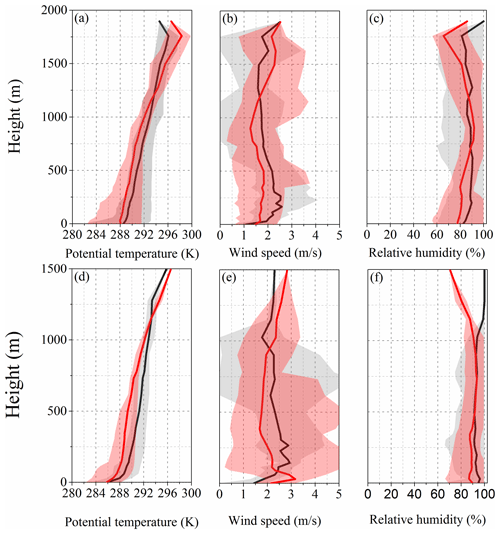 (a) (b) (c)
2000
1500
1000
500
0
Height (m)
280 284 288 292 296 300
0 1 2 3 4 5
0 20 40 60 80 100
Potential temperature (K) Wind speed (m/s) Relative humidity (%)
(d) (e) (f)
1500
1000
500
0
Height (m)
280 284 288 292 296 300
0 1 2 3 4 5
0 20 40 60 80 100
Potential temperature (K) Wind speed (m/s) Relative humidity (%)